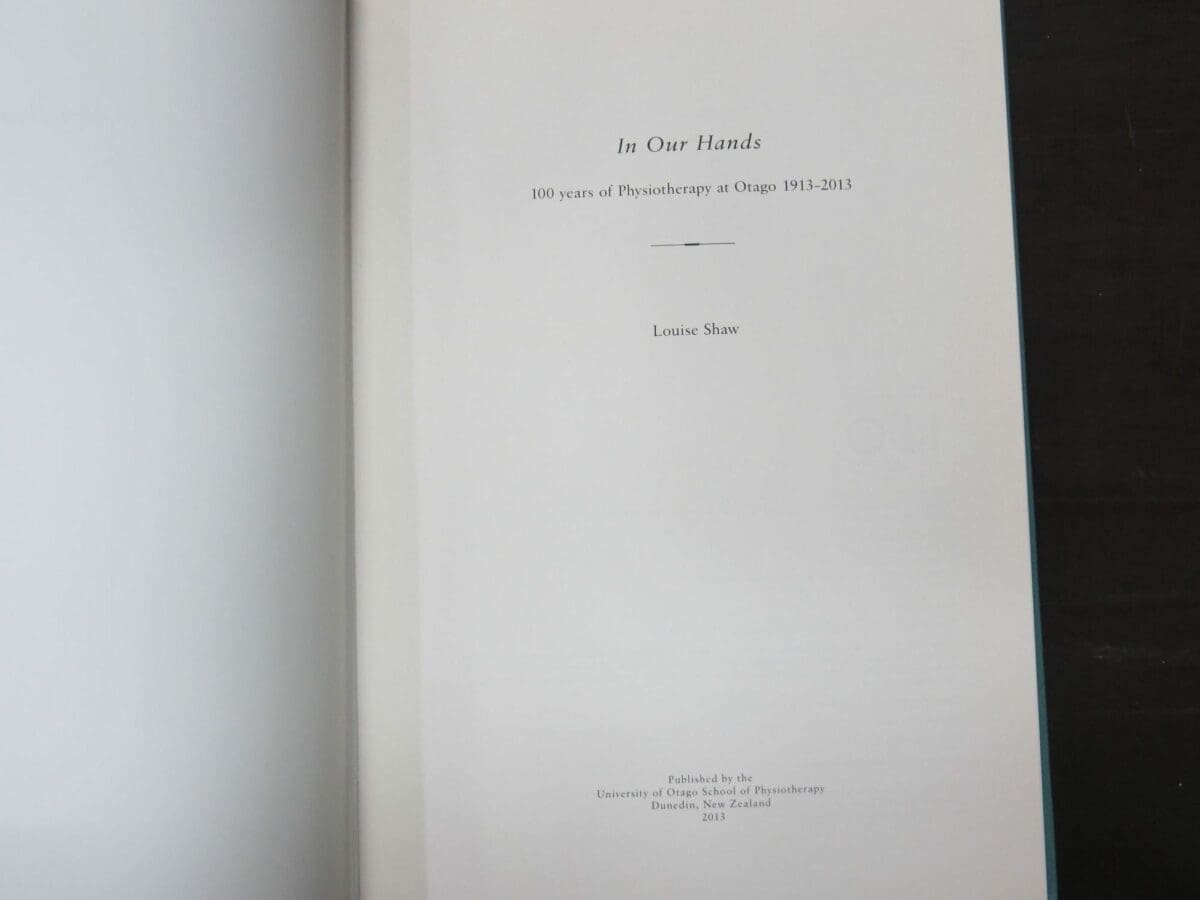 In Our Hands
100 years of Physiotherapy at Otago 1913–2013
Louise Shaw
Published by the
University of Otago School of Physiotherapy
Dunedin, New Zealand
2013